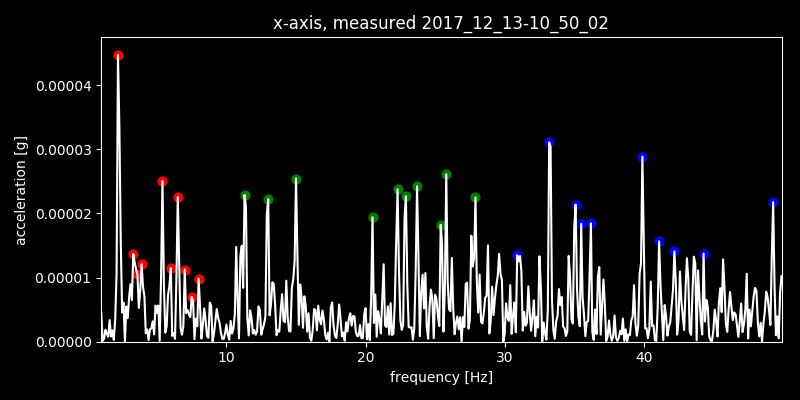 x-axis, measured 2017_12_13-10_50_02
0.00004
0.00003
0.00002
0.00001
0.00000
acceleration [g]
10 20 30 40
frequency [Hz]